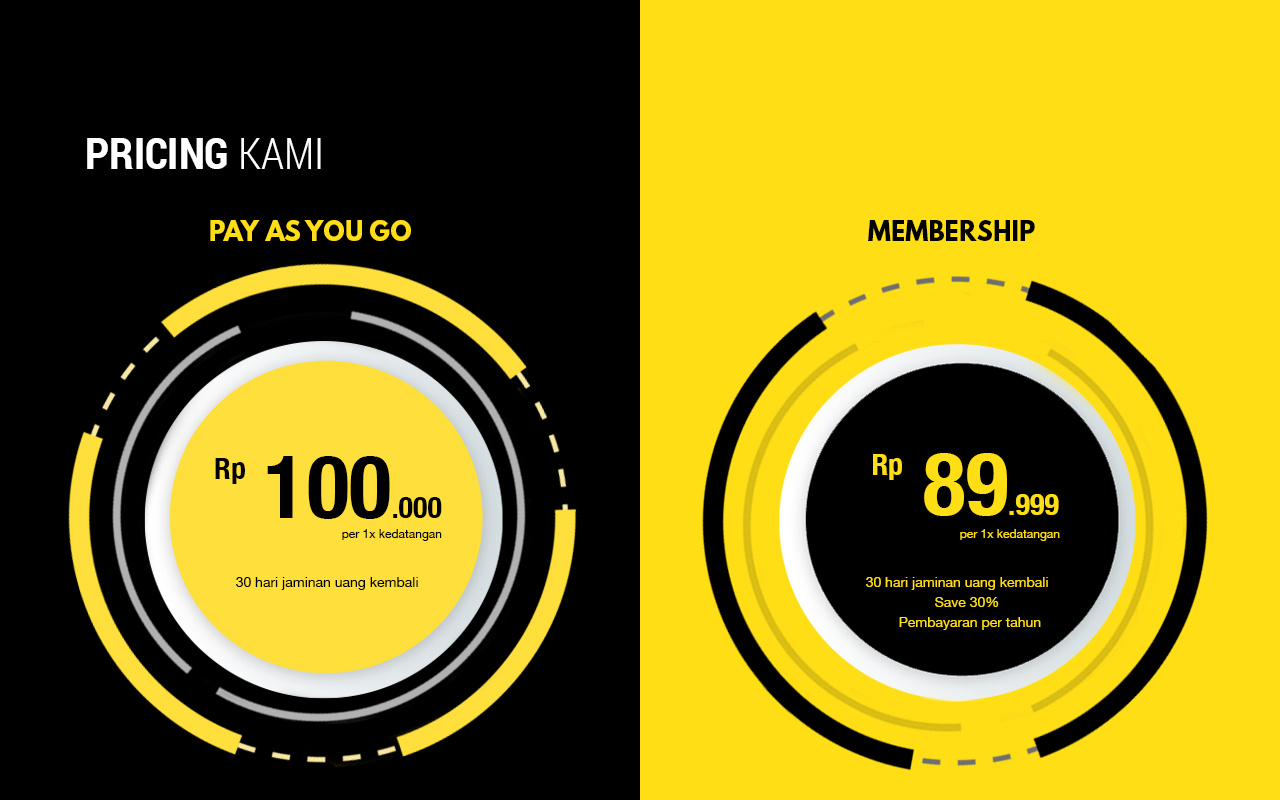 PRICING KAMI
PAY AS YOU GO
Rp 100.000
per 1x kedatangan
30 hari jaminan uang kembali
MEMBERSHIP
Rp 89.999
per 1x kedatangan
30 hari jaminan uang kembali
Save 30%
Pembayaran per tahun